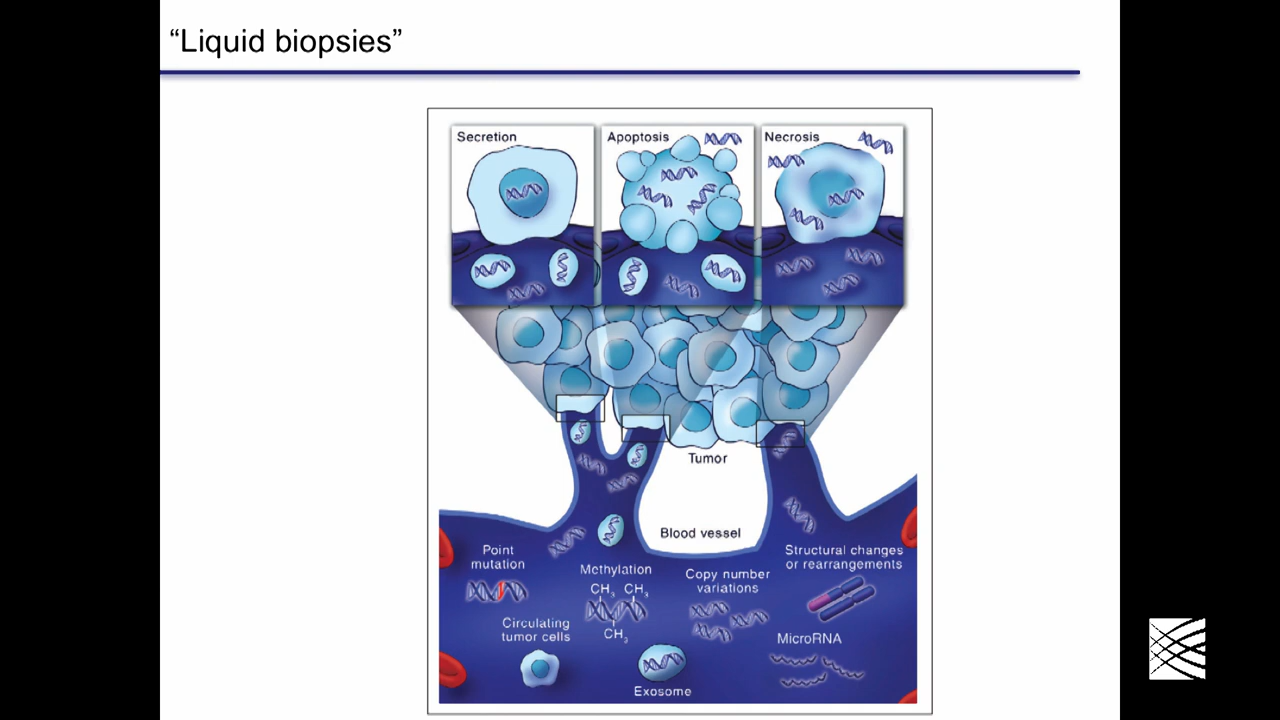 “Liquid biopsies”
Secretion
Apoptosis
Necrosis
Tumor
Blood vessel
Point
mutation
Methylation
CH3 CH3
CH3
Copy number
variations
Structural changes
or rearrangements
Circulating
tumor cells
Exosome
MicroRNA